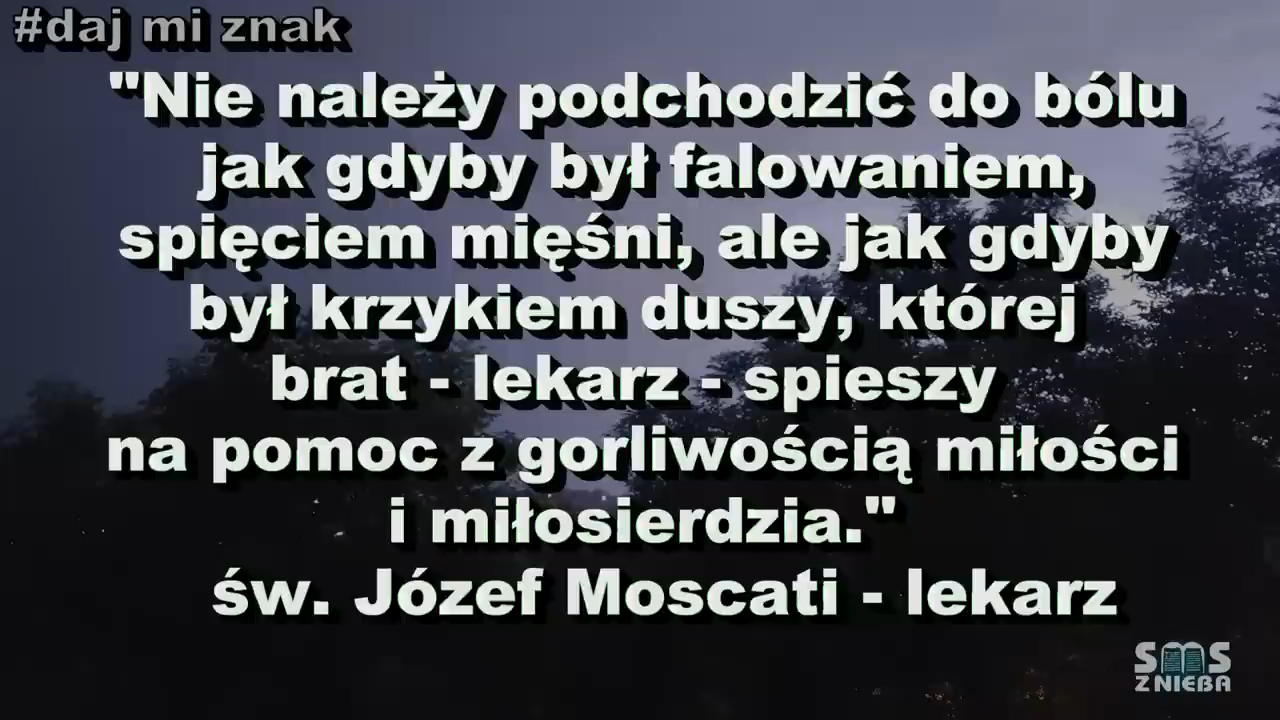 #daj mi znak
"Nie należy podchodzić do bólu
jak gdyby był falowaniem,
spięciem mięśni, ale jak gdyby
był krzykiem duszy, której
brat - lekarz - spieszy
na pomoc z gorliwością miłości
i miłosierdzia."
św. Józef Moscati - lekarz
SMS
Z NIEBA